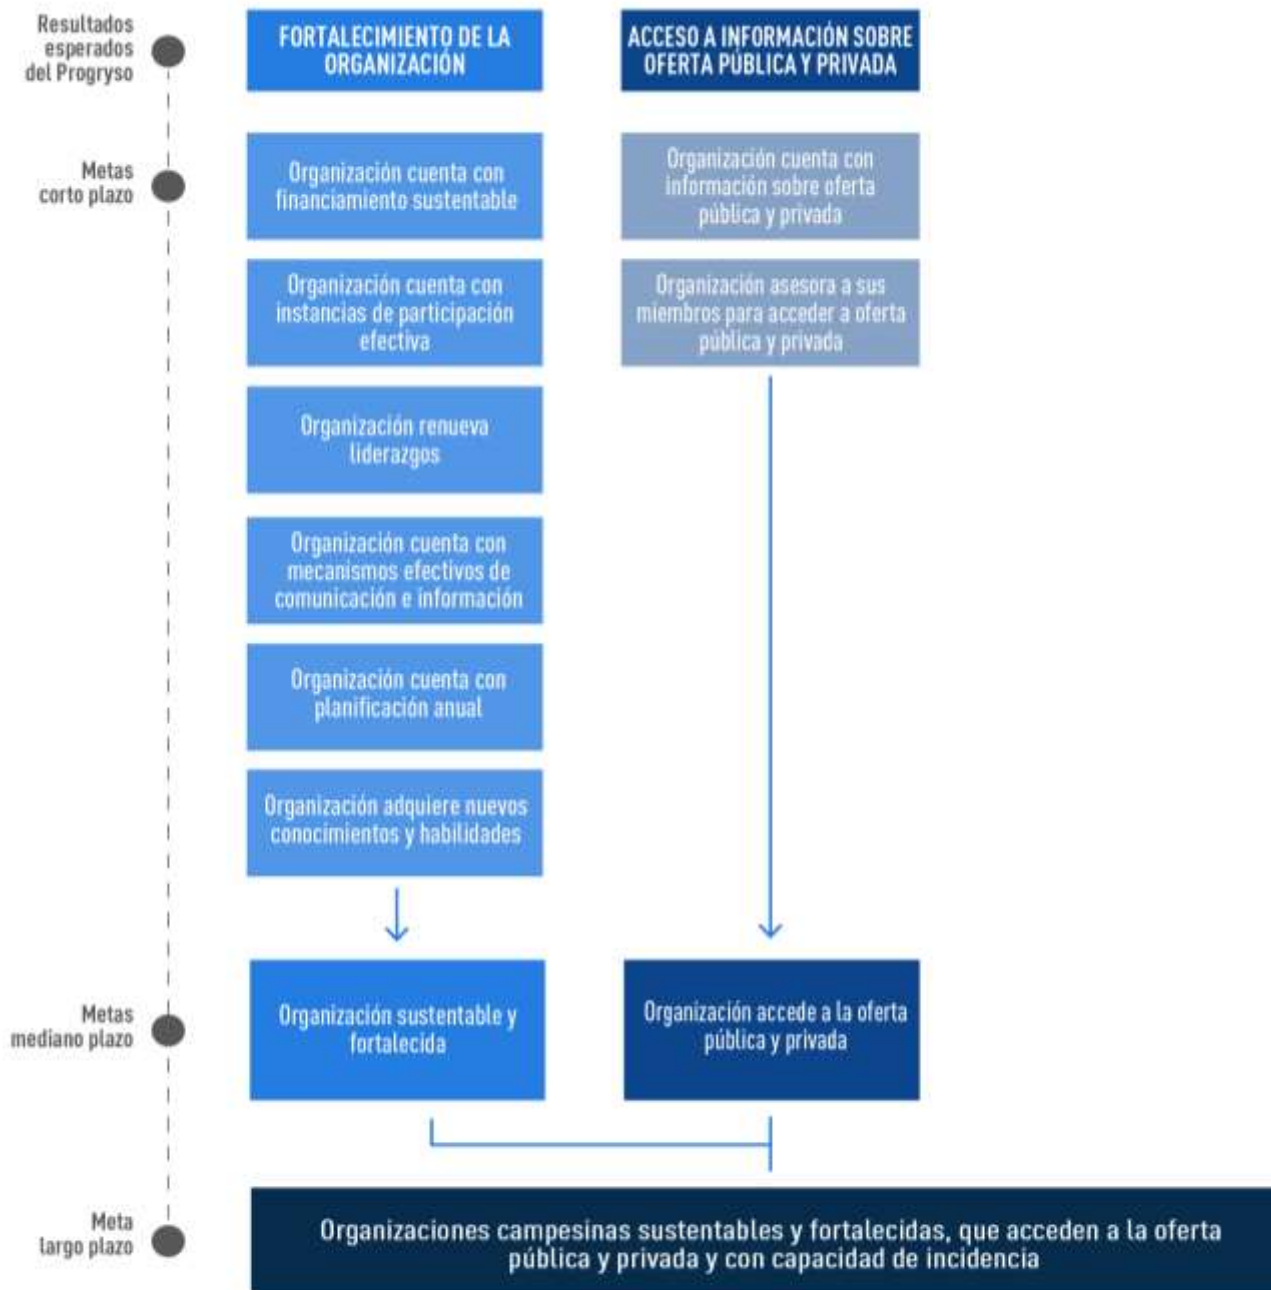 Resultados
esperados
del Progryso
FORTALECIMIENTO DE LA
ORGANIZACIÓN
ACCESO A INFORMACIÓN SOBRE
OFERTA PÚBLICA Y PRIVADA
Metas
corto plazo
Organización cuenta con
financiamiento sustentable
Organización cuenta con
información sobre oferta
pública y privada
Organización cuenta con
instancias de participación
efectiva
Organización asesora a sus
miembros para acceder a oferta
pública y privada
Organización renueva
liderazgos
Organización cuenta con
mecanismos efectivos de
comunicación e información
Organización cuenta con
planificación anual
Organización adquiere nuevos
conocimientos y habilidades
Metas
mediano plazo
Organización sustentable y
fortalecida
Organización accede a la oferta
pública y privada
Meta
largo plazo
Organizaciones campesinas sustentables y fortalecidas, que acceden a la oferta
pública y privada y con capacidad de incidencia